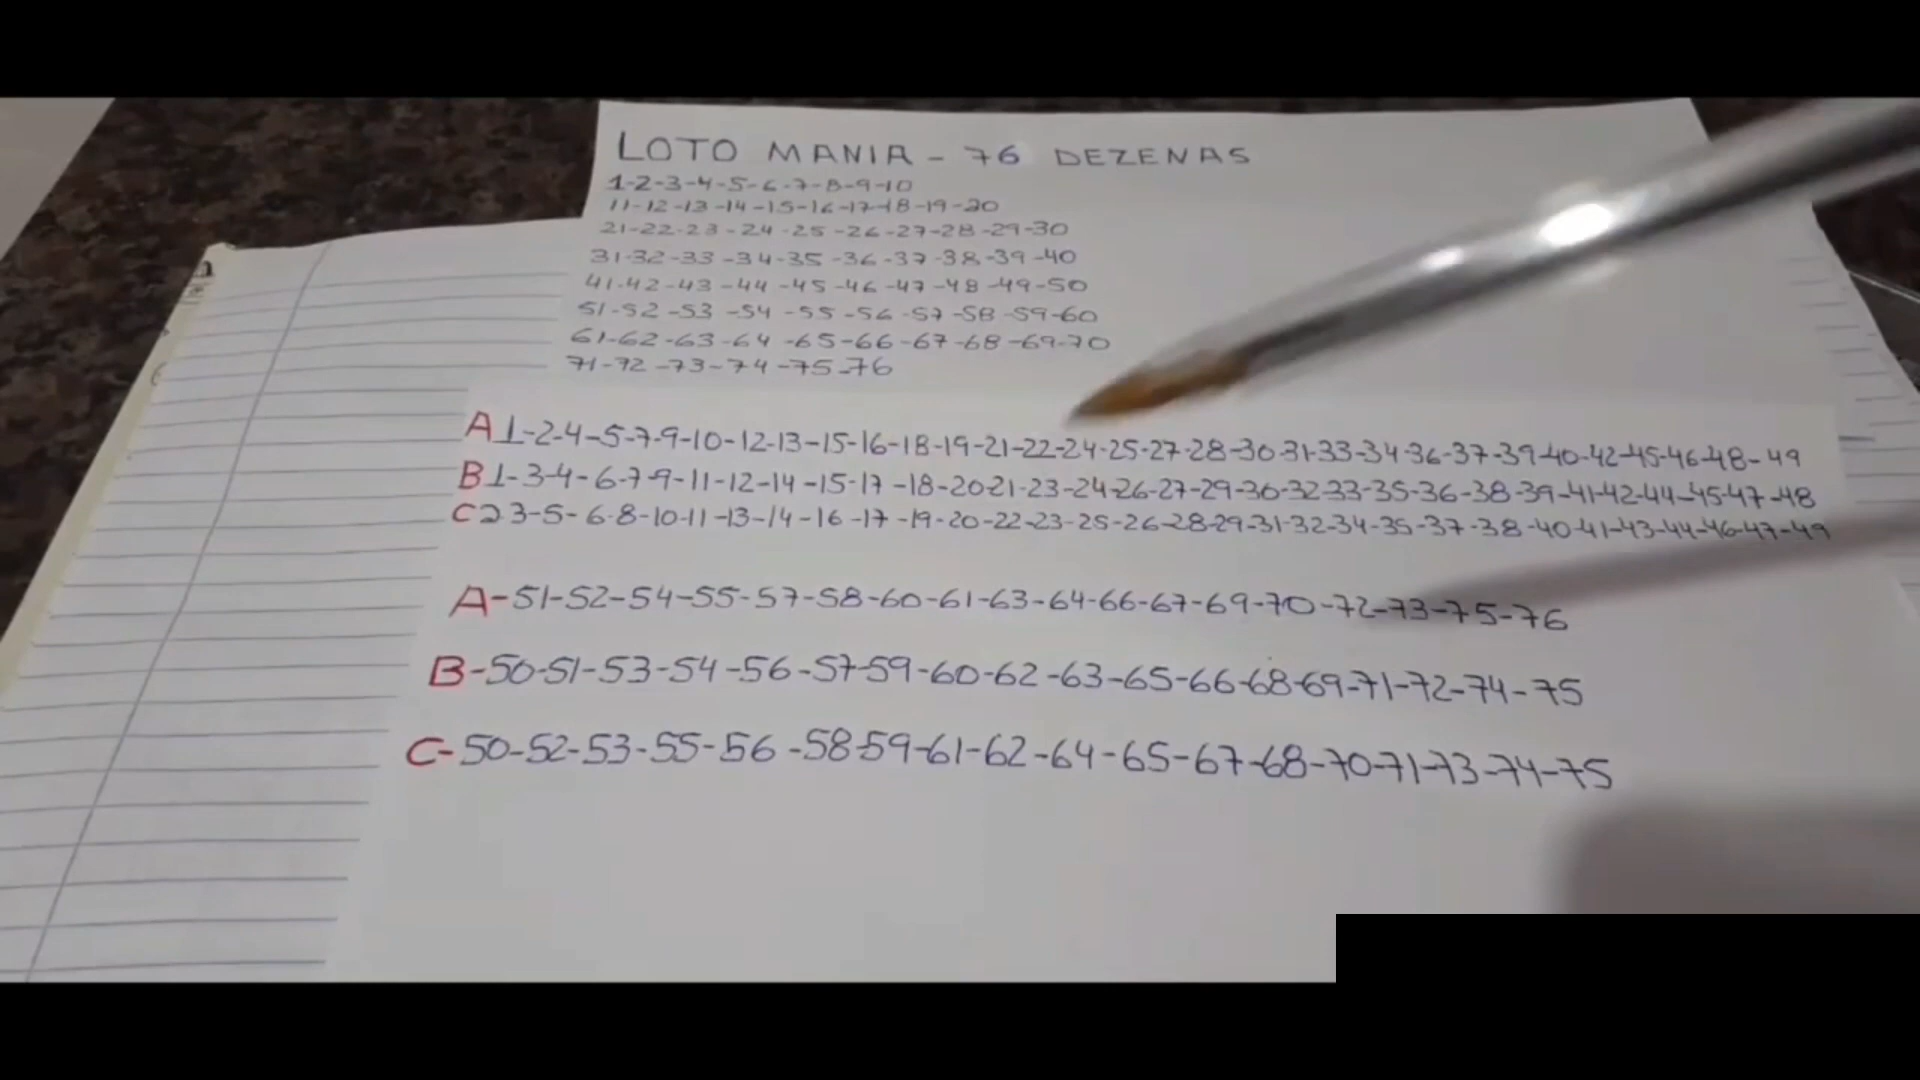 LOTO MANIA - 76 DEZENAS
1-2-3-4-5-6-7-8-9-10
11-12-13-14-15-16-17-18-19-20
21-22-23-24-25-26-27-28-29-30
31-32-33-34-35-36-37-38-39-40
41-42-43-44-45-46-47-48-49-50
51-52-53-54-55-56-57-58-59-60
61-62-63-64-65-66-67-68-69-70
71-72-73-74-75-76
A 1-2-4-5-7-9-10-12-13-15-16-18-19-21-22-24-25-27-28-30-31-33-34-36-37-39-40-42-45-46-48-49
B 1-3-4-6-7-9-11-12-14-15-17-18-20-21-23-24-26-27-29-30-32-33-35-36-38-39-41-42-44-45-47-48
C 2 3-5-6-8-10-11-13-14-16-17-19-20-22-23-25-26-28-29-31-32-34-35-37-38-40-41-43-44-46-47-49
A-51-52-54-55-57-58-60-61-63-64-66-67-69-70-72-73-75-76
B-50-51-53-54-56-57-59-60-62-63-65-66-68-69-71-72-74-75
C-50-52-53-55-56-58-59-61-62-64-65-67-68-70-71-73-74-75